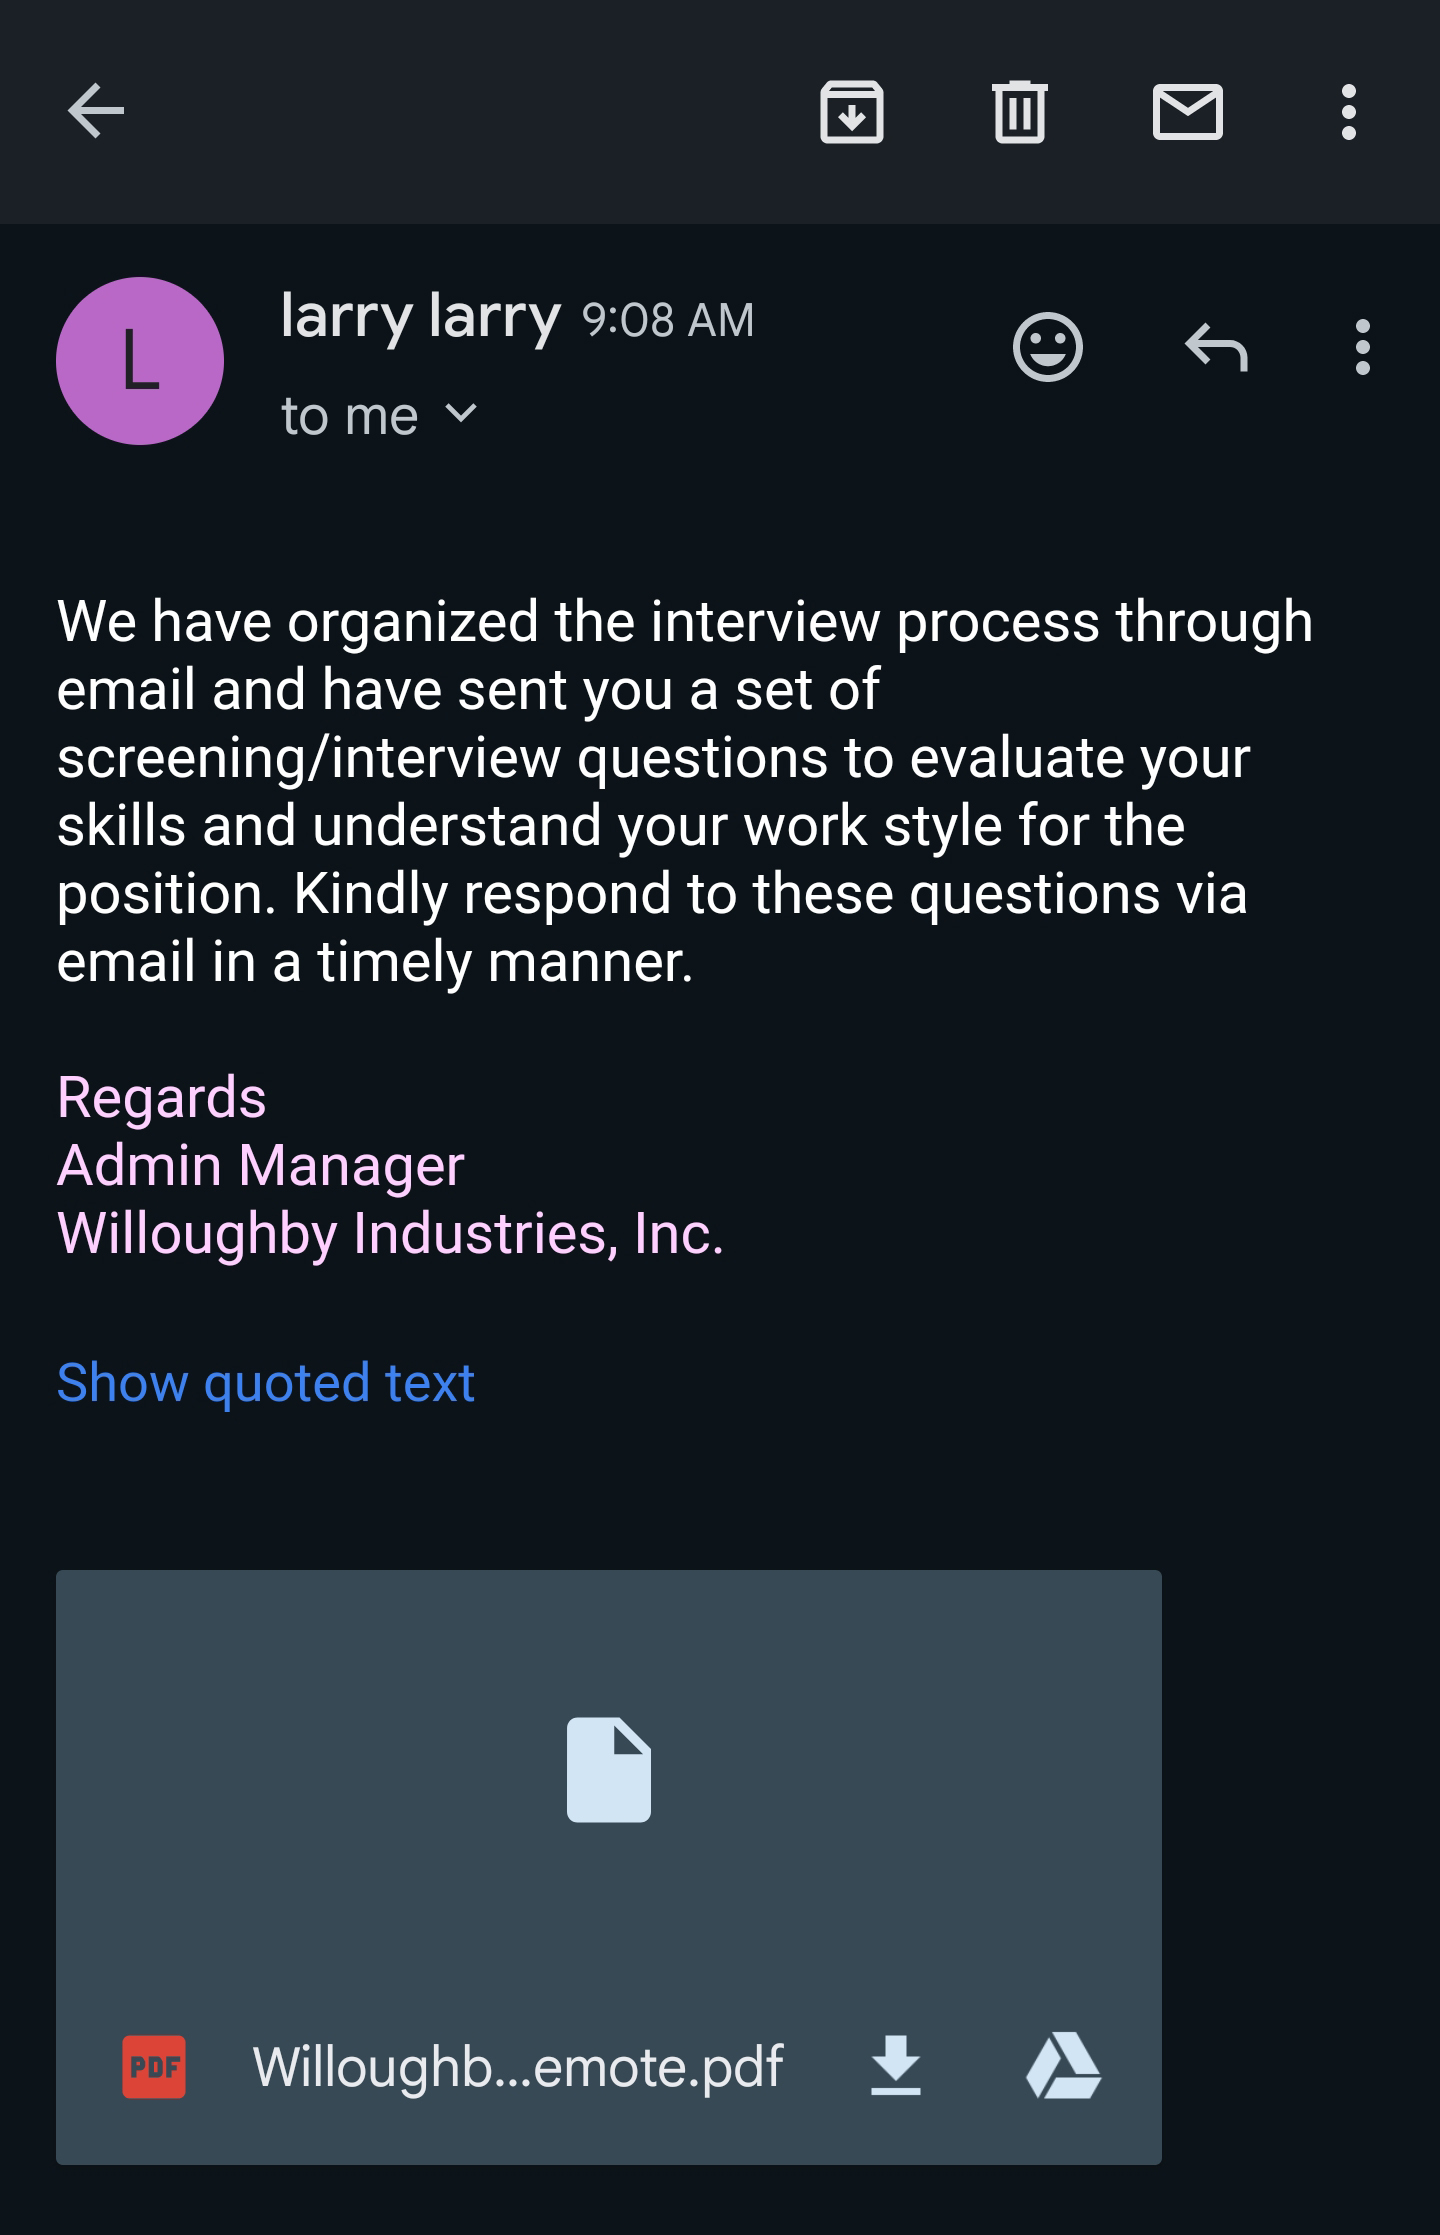 larry larry 9:08 AM
L
to me
We have organized the interview process through
email and have sent you a set of
screening/interview questions to evaluate your
skills and understand your work style for the
position. Kindly respond to these questions via
email in a timely manner.
Regards
Admin Manager
Willoughby Industries, Inc.
Show quoted text
PDF Willoughb...emote.pdf